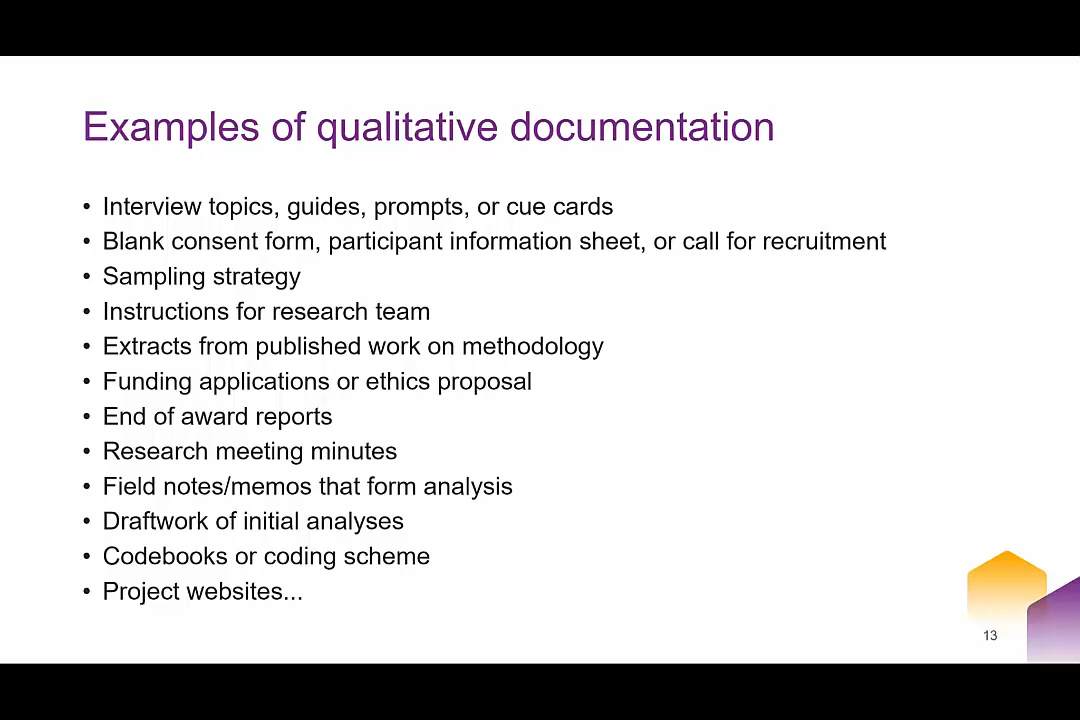 Examples of qualitative documentation
• Interview topics, guides, prompts, or cue cards
• Blank consent form, participant information sheet, or call for recruitment
• Sampling strategy
• Instructions for research team
• Extracts from published work on methodology
• Funding applications or ethics proposal
• End of award reports
• Research meeting minutes
• Field notes/memos that form analysis
• Draftwork of initial analyses
• Codebooks or coding scheme
• Project websites...
13